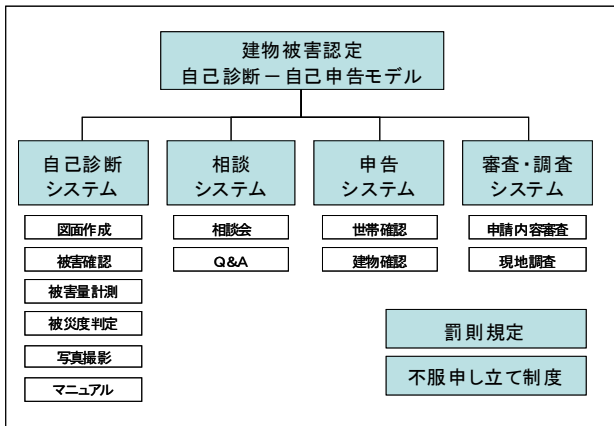 建物被害認定
自己診断－自己申告モデル
自己診断
システム
相談
システム
申告
システム
審査・調査
システム
図面作成
被害確認
被害量計測
被災度判定
写真撮影
マニュアル
相談会
Q&A
世帯確認
建物確認
申請内容審査
現地調査
罰則規定
不服申し立て制度